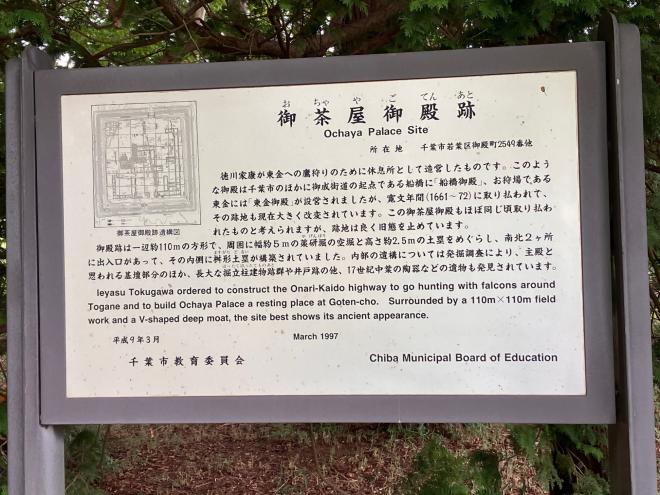 おちゃやごてんあと
御茶屋御殿跡
Ochaya Palace Site
所在地　千葉市若葉区御殿町2549番他
御茶屋御殿跡遺構図
徳川家康が東金への鷹狩りのために休息所として造営したものです。このよう
な御殿は千葉市のほかに御成街道の起点である船橋に「船橋御殿」、お狩場である
東金には「東金御殿」が設営されましたが、寛文年間(1661~72)に取り払われて、
その跡地も現在大きく改変されています。この御茶屋御殿もほぼ同じ頃取り払わ
れたものと考えられますが、跡地は良く旧態を止めています。
御殿跡は一辺約110mの方形で、周囲に幅約5mの薬研堀の空堀と高さ約2.5mの土塁をめぐらし、南北2ヶ所
に出入口があって、その内側に桝形土塁が構築されていました。内部の遺構については発掘調査により、主殿と
思われる基壇部分のほか、長大な掘立柱建物跡群や井戸跡の他、17世紀中葉の陶器などの遺物も発見されています。
Ieyasu Tokugawa ordered to construct the Onari-Kaido highway to go hunting with falcons around
Togane and to build Ochaya Palace a resting place at Goten-cho. Surrounded by a 110m×110m field
work and a V-shaped deep moat, the site best shows its ancient appearance.
平成9年3月　March 1997
千葉市教育委員会　Chiba Municipal Board of Education